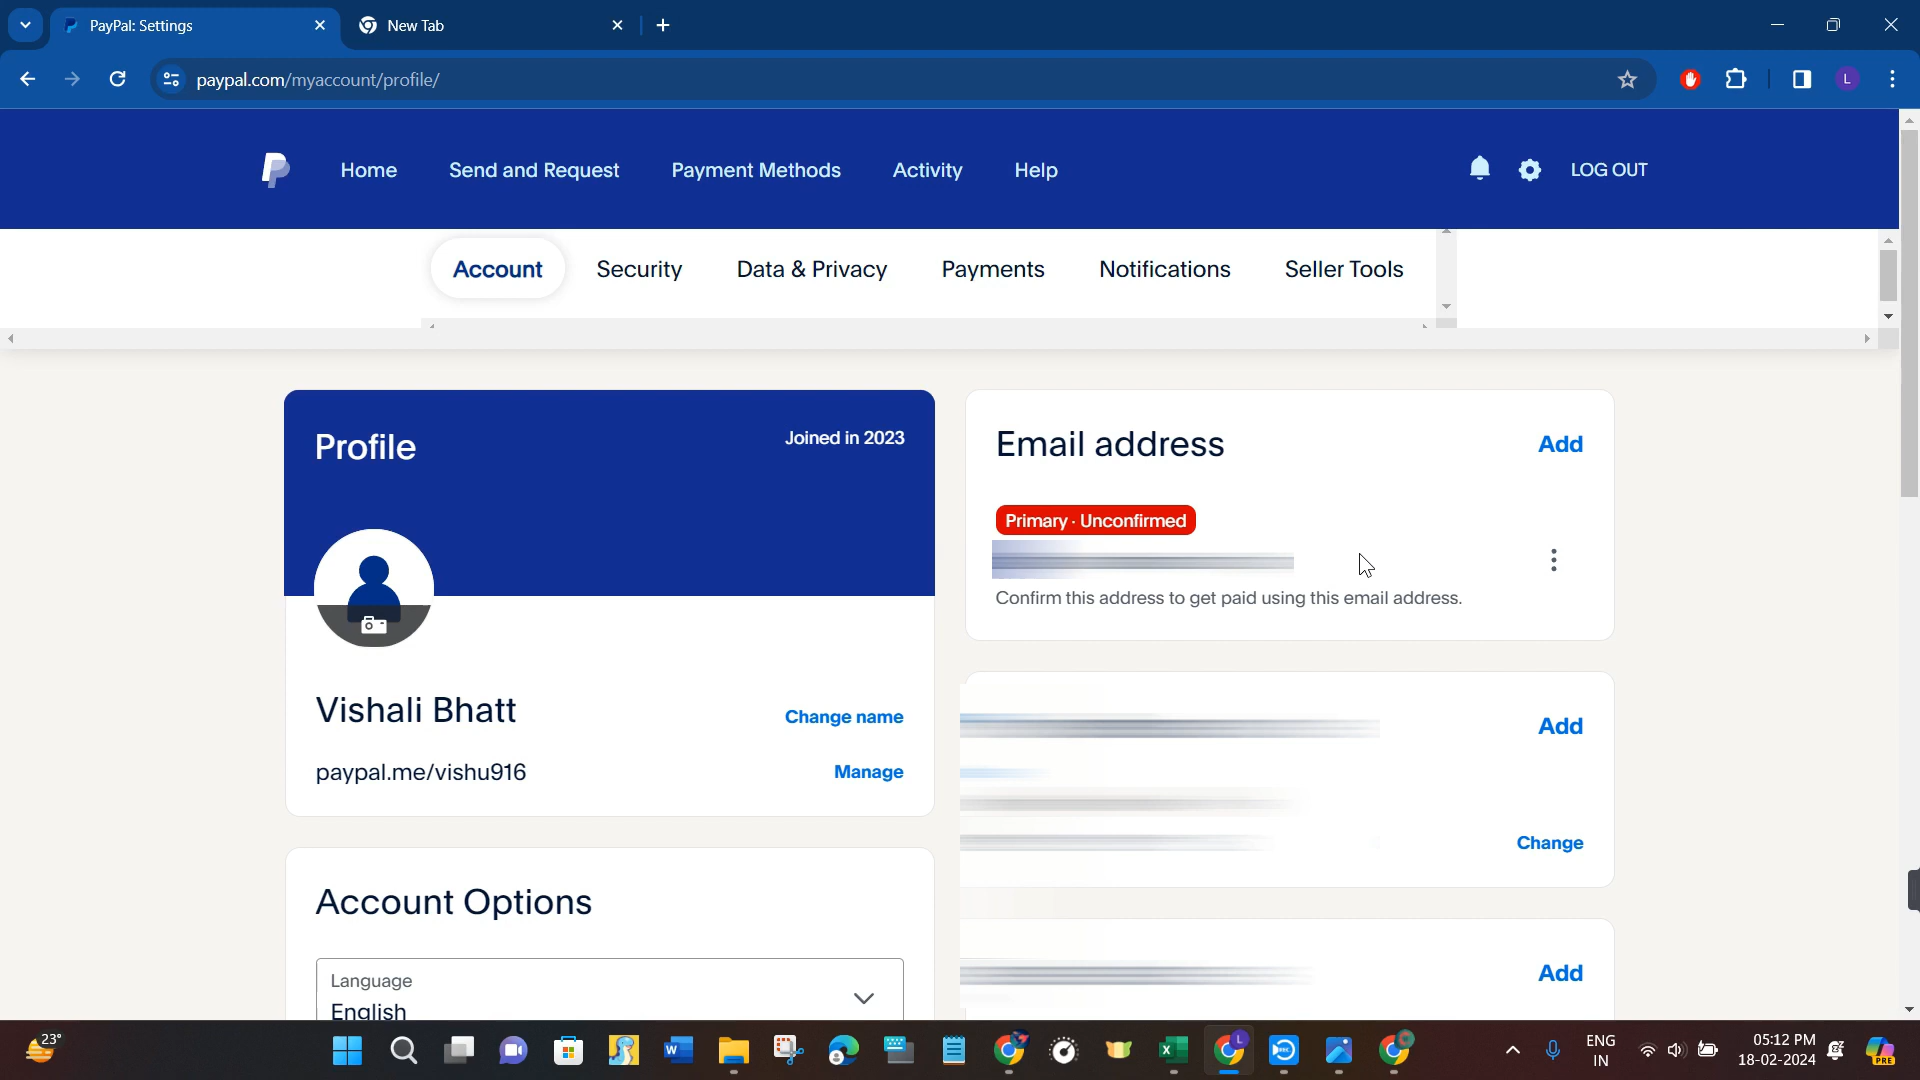 PayPal: Settings
New Tab
paypal.com/myaccount/profile/
L
Home
Send and Request
Payment Methods
Activity
Help
LOG OUT
Account
Security
Data & Privacy
Payments
Notifications
Seller Tools
Profile
Joined in 2023
Vishali Bhatt
Change name
paypal.me/vishu916
Manage
Account Options
Language
English
Email address
Add
Primary · Unconfirmed
Confirm this address to get paid using this email address.
Add
Change
Add
23°
ENG
IN
05:12 PM
18-02-2024
PRE